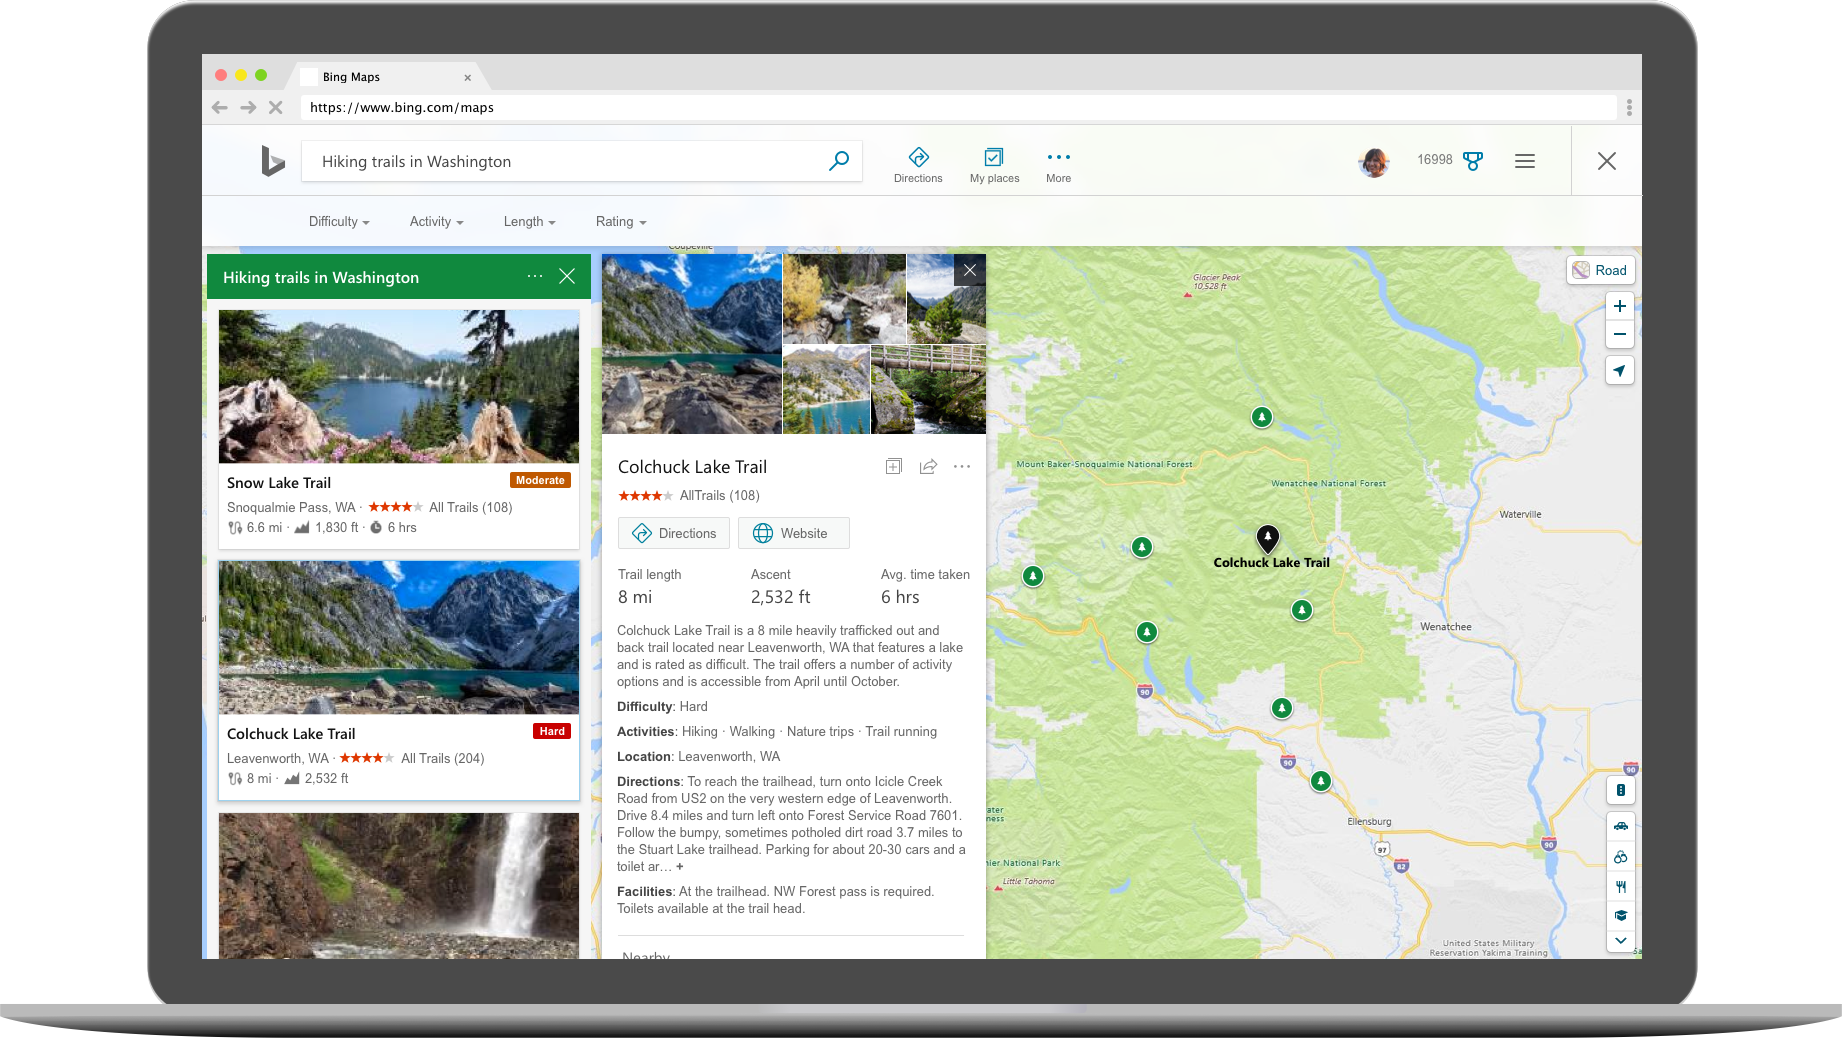 Bing Maps
https://www.bing.com/maps
Hiking trails in Washington
Directions
My places
More
16998
Difficulty
Activity
Length
Rating
Coupeville
Hiking trails in Washington
Snow Lake Trail
Moderate
Snoqualmie Pass, WA · All Trails (108)
6.6 mi · 1,830 ft · 6 hrs
Colchuck Lake Trail
Hard
Leavenworth, WA · All Trails (204)
8 mi · 2,532 ft
Colchuck Lake Trail
AllTrails (108)
Directions
Website
Trail length Ascent Avg. time taken
8 mi 2,532 ft 6 hrs
Colchuck Lake Trail is a 8 mile heavily trafficked out and
back trail located near Leavenworth, WA that features a lake
and is rated as difficult. The trail offers a number of activity
options and is accessible from April until October.
Difficulty: Hard
Activities: Hiking · Walking · Nature trips · Trail running
Location: Leavenworth, WA
Directions: To reach the trailhead, turn onto Icicle Creek
Road from US2 on the very western edge of Leavenworth.
Drive 8.4 miles and turn left onto Forest Service Road 7601.
Follow the bumpy, sometimes potholed dirt road 3.7 miles to
the Stuart Lake trailhead. Parking for about 20-30 cars and a
toilet ar... +
Facilities: At the trailhead. NW Forest pass is required.
Toilets available at the trail head.
Nearby
Glacier Peak
10,528 ft
Road
Mount Baker-Snoqualmie National Forest
Wenatchee National Forest
Waterville
Colchuck Lake Trail
Wenatchee
90
90
90
Ellensburg
90
97
82
nier National Park
Little Tahoma
United States Military
Reservation Yakima Training